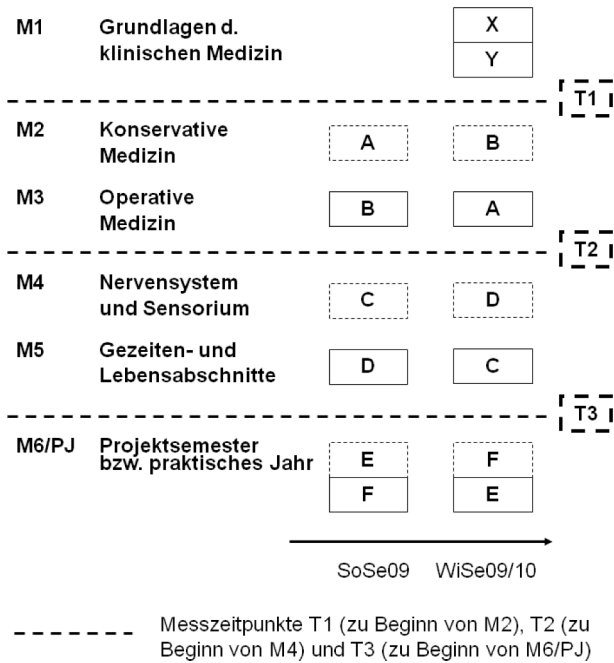 M1 Grundlagen d. X
klinischen Medizin Y
T1
M2 Konservative
Medizin A B
M3 Operative
Medizin B A
T2
M4 Nervensystem
und Sensorium C D
M5 Gezeiten- und
Lebensabschnitte D C
T3
M6/PJ Projektsemester
bzw. praktisches Jahr E F
F E
SoSe09 WiSe09/10
Messzeitpunkte T1 (zu Beginn von M2), T2 (zu
Beginn von M4) und T3 (zu Beginn von M6/PJ)